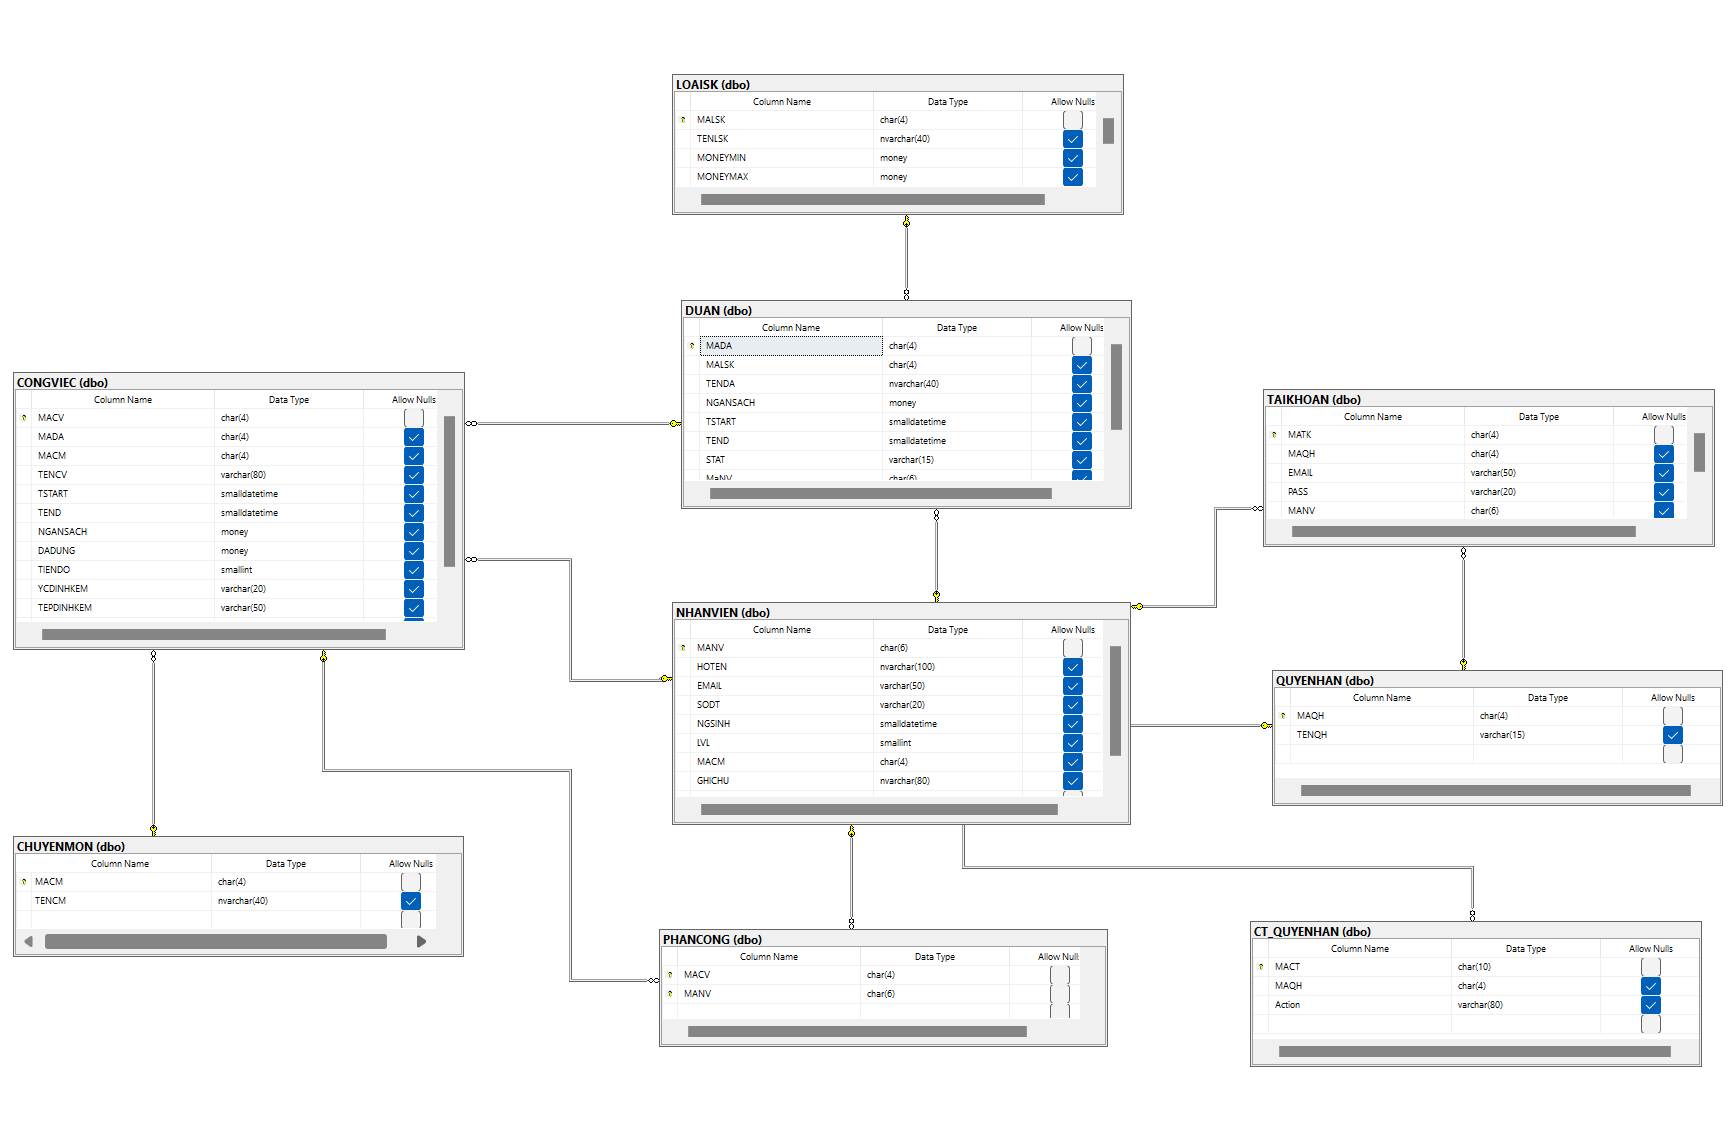 LOAISK (dbo)
Column Name Data Type Allow Nulls
MALSK char(4)
TENLSK nvarchar(40)
MONEYMIN money
MONEYMAX money
DUAN (dbo)
Column Name Data Type Allow Nulls
MADA char(4)
MALSK char(4)
TENDA nvarchar(40)
NGANSACH money
TSTART smalldatetime
TEND smalldatetime
STAT varchar(15)
MaNV char(6)
CONGVIEC (dbo)
Column Name Data Type Allow Nulls
MACV char(4)
MADA char(4)
MACM char(4)
TENCV varchar(80)
TSTART smalldatetime
TEND smalldatetime
NGANSACH money
DADUNG money
TIENDO smallint
YCDINHKEM varchar(20)
TEPDINHKEM varchar(50)
TAIKHOAN (dbo)
Column Name Data Type Allow Nulls
MATK char(4)
MAQH char(4)
EMAIL varchar(50)
PASS varchar(20)
MANV char(6)
NHANVIEN (dbo)
Column Name Data Type Allow Nulls
MANV char(6)
HOTEN nvarchar(100)
EMAIL varchar(50)
SODT varchar(20)
NGSINH smalldatetime
LVL smallint
MACM char(4)
GHICHU nvarchar(80)
QUYENHAN (dbo)
Column Name Data Type Allow Nulls
MAQH char(4)
TENQH varchar(15)
CHUYENMON (dbo)
Column Name Data Type Allow Nulls
MACM char(4)
TENCM nvarchar(40)
PHANCONG (dbo)
Column Name Data Type Allow Null
MACV char(4)
MANV char(6)
CT_QUYENHAN (dbo)
Column Name Data Type Allow Nulls
MACT char(10)
MAQH char(4)
Action varchar(80)